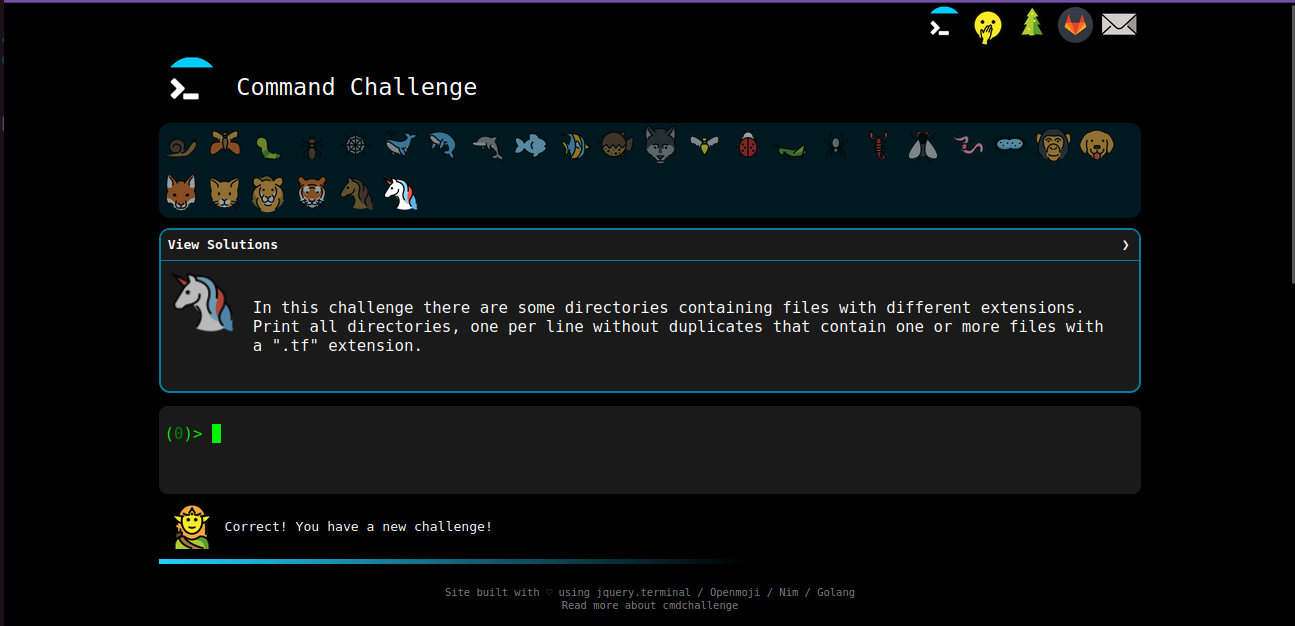 Command Challenge
View Solutions ❯
In this challenge there are some directories containing files with different extensions.
Print all directories, one per line without duplicates that contain one or more files with
a ".tf" extension.
(0)>
Correct! You have a new challenge!
Site built with ♡ using jquery.terminal / Openmoji / Nim / Golang
Read more about cmdchallenge